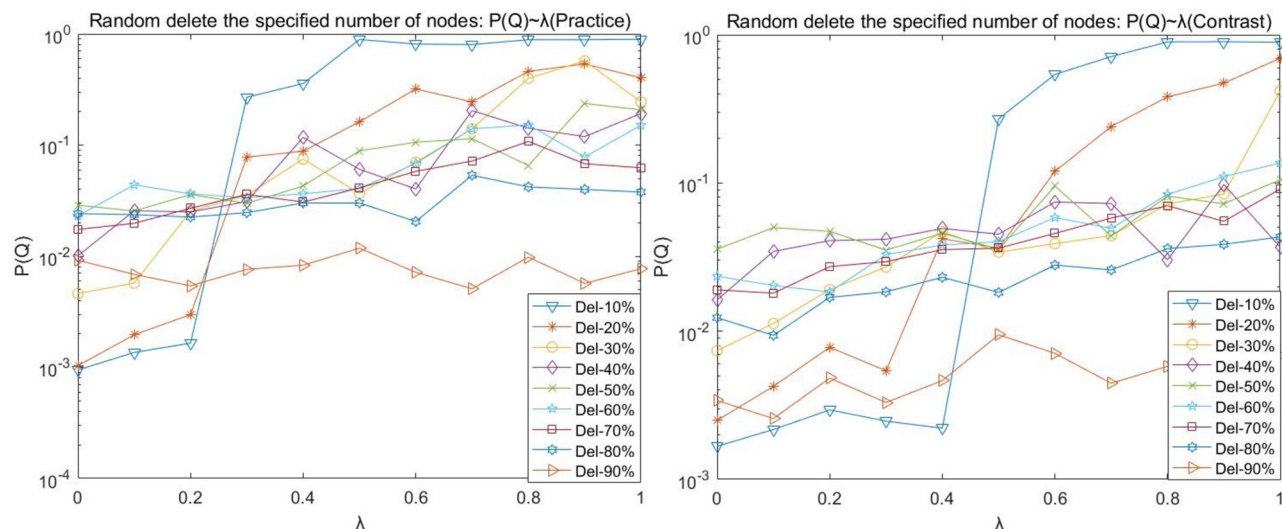 Random delete the specified number of nodes: P(Q)~λ(Practice)
10^0
10^-1
10^-2
10^-3
10^-4
P(Q)
0 0.2 0.4 0.6 0.8 1
λ
Del-10%
Del-20%
Del-30%
Del-40%
Del-50%
Del-60%
Del-70%
Del-80%
Del-90%
Random delete the specified number of nodes: P(Q)~λ(Contrast)
10^0
10^-1
10^-2
10^-3
P(Q)
0 0.2 0.4 0.6 0.8 1
λ
Del-10%
Del-20%
Del-30%
Del-40%
Del-50%
Del-60%
Del-70%
Del-80%
Del-90%